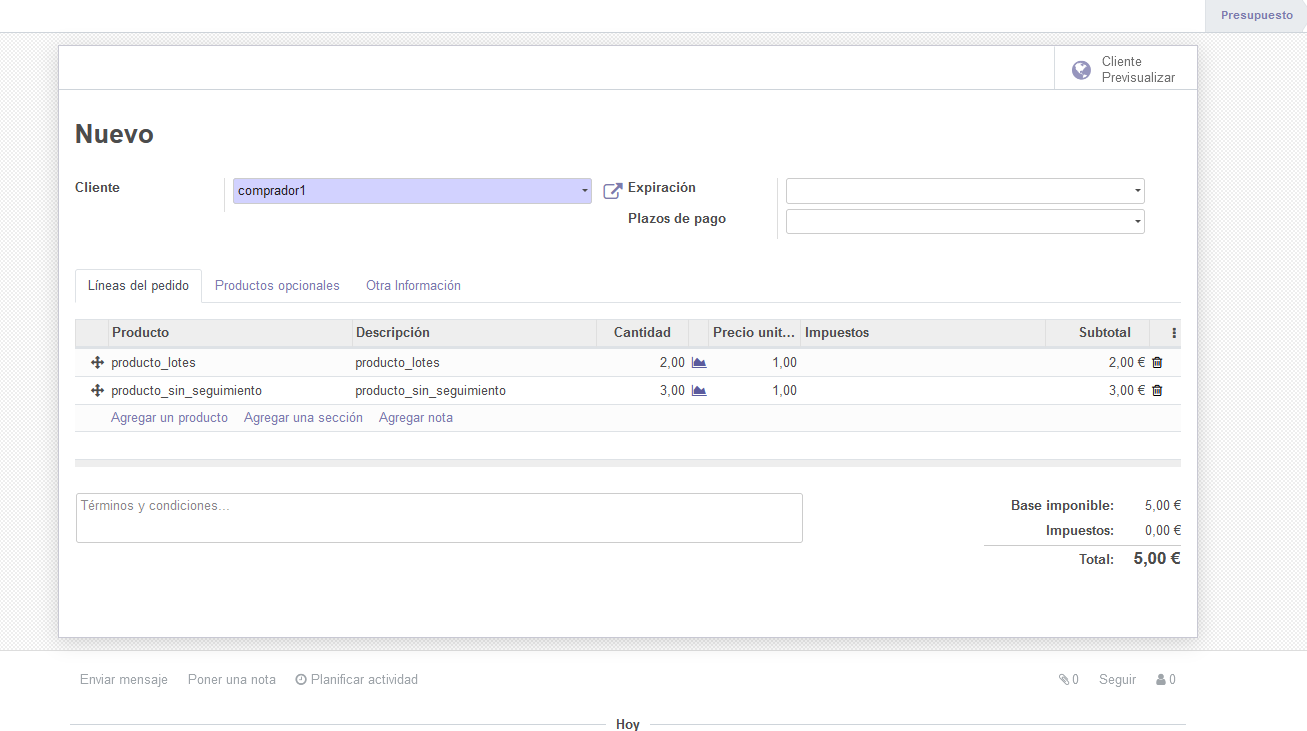 Presupuesto
Cliente
Previsualizar
Nuevo
Cliente comprador1 Expiración
Plazos de pago
Líneas del pedido Productos opcionales Otra Información
Producto Descripción Cantidad Precio unit... Impuestos Subtotal
producto_lotes producto_lotes 2,00 1,00 2,00 €
producto_sin_seguimiento producto_sin_seguimiento 3,00 1,00 3,00 €
Agregar un producto Agregar una sección Agregar nota
Términos y condiciones... Base imponible: 5,00 €
Impuestos: 0,00 €
Total: 5,00 €
Enviar mensaje Poner una nota Planificar actividad 0 Seguir 0
Hoy